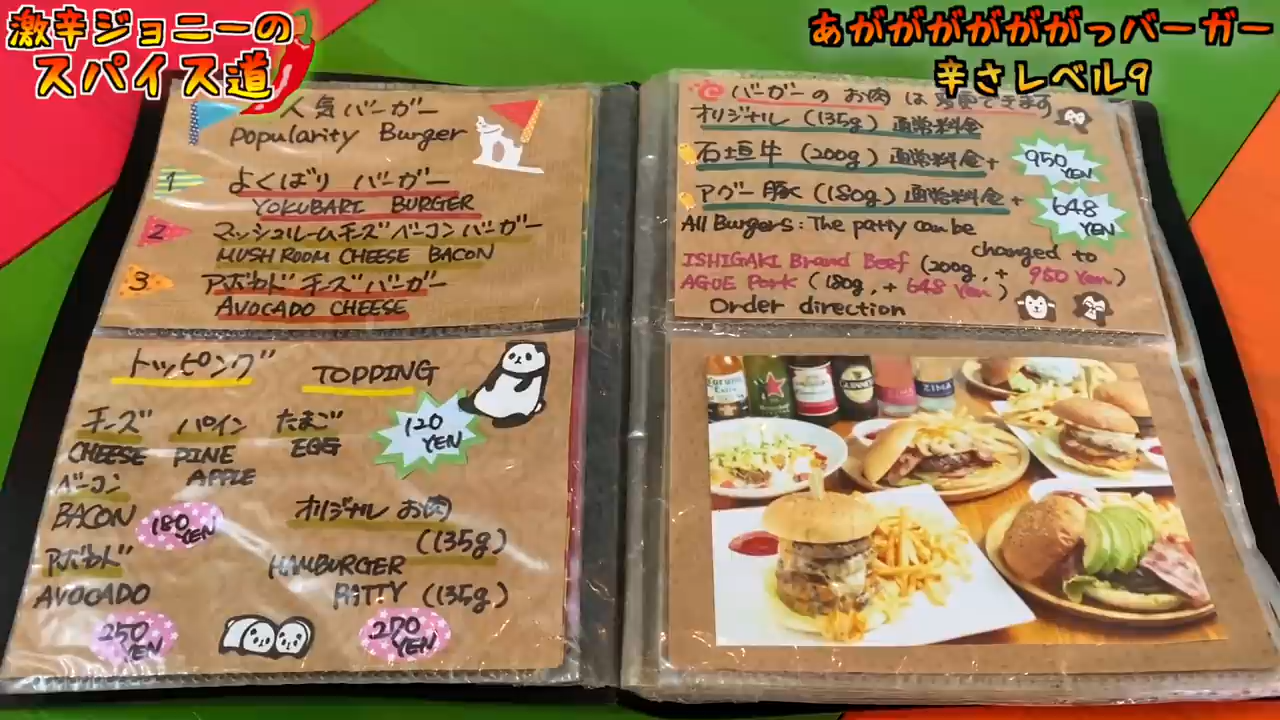 激辛ジョニーの
スパイス道
あががががががっバーガー
辛さレベル9
人気バーガー
Popularity Burger
1 よくばり バーガー
YOKUBARI BURGER
2 マッシュルームチーズベーコンバーガー
MUSHROOM CHEESE BACON
3 アボカド チーズ バーガー
AVOCADO CHEESE
トッピング TOPPING
チーズ パイン たまご
CHEESE PINE APPLE EGG
120 YEN
ベーコン
BACON
180 YEN
アボカド
AVOCADO
250 YEN
オリジナル お肉
(135g)
HAMBURGER
PATTY (135g)
270 YEN
バーガーの お肉 は 変更できます
オリジナル (135g) 通常料金
石垣牛 (200g) 通常料金+
950 YEN
アグー豚 (180g) 通常料金+
648 YEN
All Burgers: The patty can be
changed to
ISHIGAKI Brand Beef (200g, + 950 Yen)
AGUE Pork (180g, + 648 Yen)
Order direction
Corona
Extra
GUINNESS
ZIMA